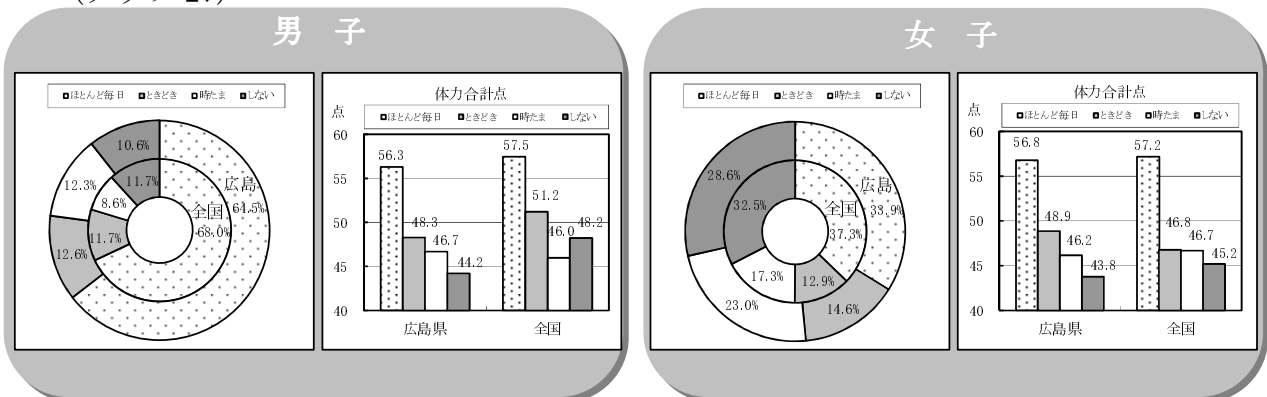 男 子
ほとんど毎日 ときどき 時たま しない
10.6%
11.7%
12.3%
8.6%
広島
64.5%
全国
68.0%
11.7%
12.6%
体力合計点
点
ほとんど毎日 ときどき 時たま しない
60
55
50
45
40
56.3
48.3
46.7
44.2
57.5
51.2
46.0
48.2
広島県
全国
女 子
ほとんど毎日 ときどき 時たま しない
28.6%
32.5%
広島
33.9%
全国
37.3%
17.3%
12.9%
23.0%
14.6%
体力合計点
点
ほとんど毎日 ときどき 時たま しない
60
55
50
45
40
56.8
48.9
46.2
43.8
57.2
46.8
46.7
45.2
広島県
全国